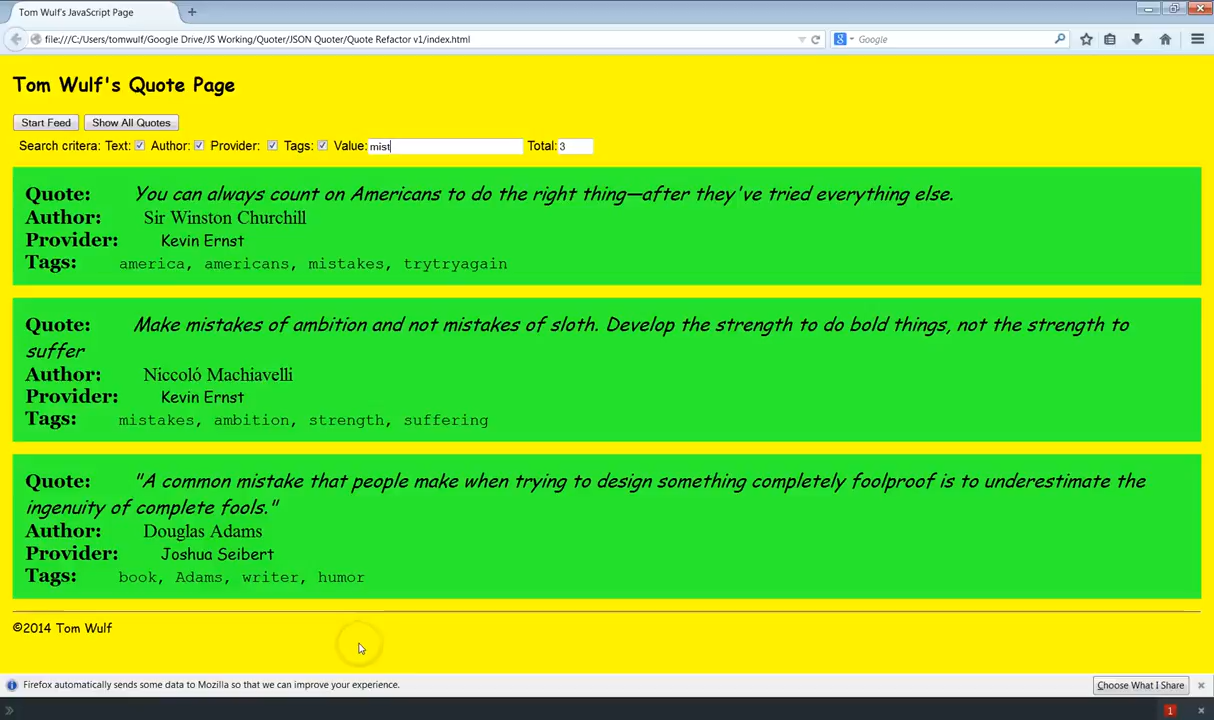 Tom Wulf's JavaScript Page
file:///C:/Users/tomwulf/Google Drive/JS Working/Quoter/JSON Quoter/Quote Refactor v1/index.html
Google
Tom Wulf's Quote Page
Start Feed Show All Quotes
Search critera: Text: Author: Provider: Tags: Value: mist Total: 3
Quote: You can always count on Americans to do the right thing—after they've tried everything else.
Author: Sir Winston Churchill
Provider: Kevin Ernst
Tags: america, americans, mistakes, trytryagain
Quote: Make mistakes of ambition and not mistakes of sloth. Develop the strength to do bold things, not the strength to
suffer
Author: Niccoló Machiavelli
Provider: Kevin Ernst
Tags: mistakes, ambition, strength, suffering
Quote: "A common mistake that people make when trying to design something completely foolproof is to underestimate the
ingenuity of complete fools."
Author: Douglas Adams
Provider: Joshua Seibert
Tags: book, Adams, writer, humor
©2014 Tom Wulf
Firefox automatically sends some data to Mozilla so that we can improve your experience. Choose What I Share
1